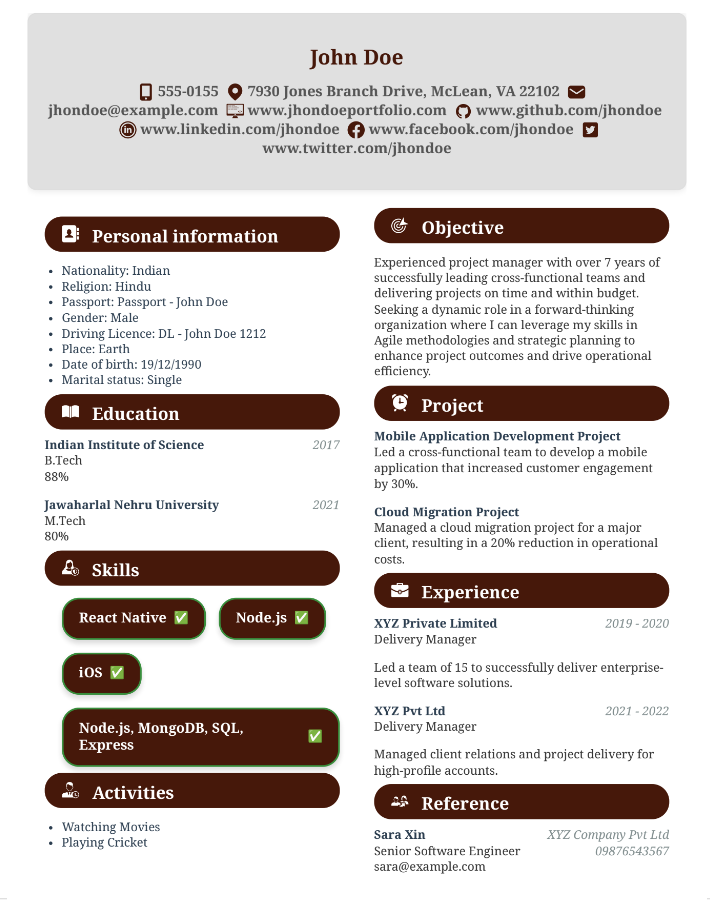 John Doe
555-0155 7930 Jones Branch Drive, McLean, VA 22102
jhondoe@example.com www.jhondoeportfolio.com www.github.com/jhondoe
www.linkedin.com/jhondoe www.facebook.com/jhondoe
www.twitter.com/jhondoe
Personal information
• Nationality: Indian
• Religion: Hindu
• Passport: Passport - John Doe
• Gender: Male
• Driving Licence: DL - John Doe 1212
• Place: Earth
• Date of birth: 19/12/1990
• Marital status: Single
Education
Indian Institute of Science 2017
B.Tech
88%
Jawaharlal Nehru University 2021
M.Tech
80%
Skills
React Native ✅ Node.js ✅
iOS ✅
Node.js, MongoDB, SQL,
Express ✅
Activities
• Watching Movies
• Playing Cricket
Objective
Experienced project manager with over 7 years of
successfully leading cross-functional teams and
delivering projects on time and within budget.
Seeking a dynamic role in a forward-thinking
organization where I can leverage my skills in
Agile methodologies and strategic planning to
enhance project outcomes and drive operational
efficiency.
Project
Mobile Application Development Project
Led a cross-functional team to develop a mobile
application that increased customer engagement
by 30%.
Cloud Migration Project
Managed a cloud migration project for a major
client, resulting in a 20% reduction in operational
costs.
Experience
XYZ Private Limited 2019 - 2020
Delivery Manager
Led a team of 15 to successfully deliver enterprise-
level software solutions.
XYZ Pvt Ltd 2021 - 2022
Delivery Manager
Managed client relations and project delivery for
high-profile accounts.
Reference
Sara Xin XYZ Company Pvt Ltd
Senior Software Engineer 09876543567
sara@example.com